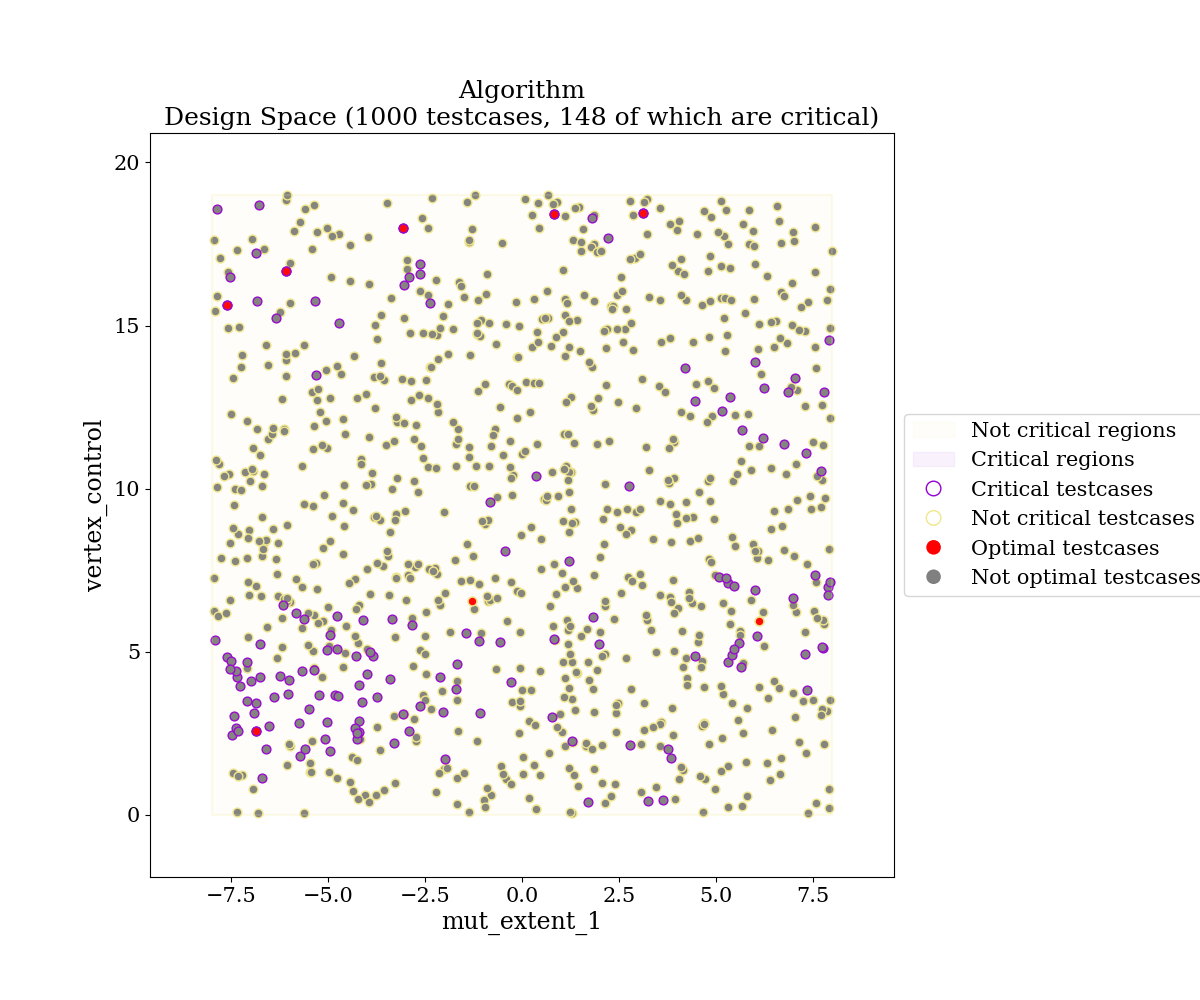 Algorithm
Design Space (1000 testcases, 148 of which are critical)
20
15
10
5
0
vertex_control
−7.5
−5.0
−2.5
0.0
2.5
5.0
7.5
mut_extent_1
Not critical regions
Critical regions
Critical testcases
Not critical testcases
Optimal testcases
Not optimal testcases